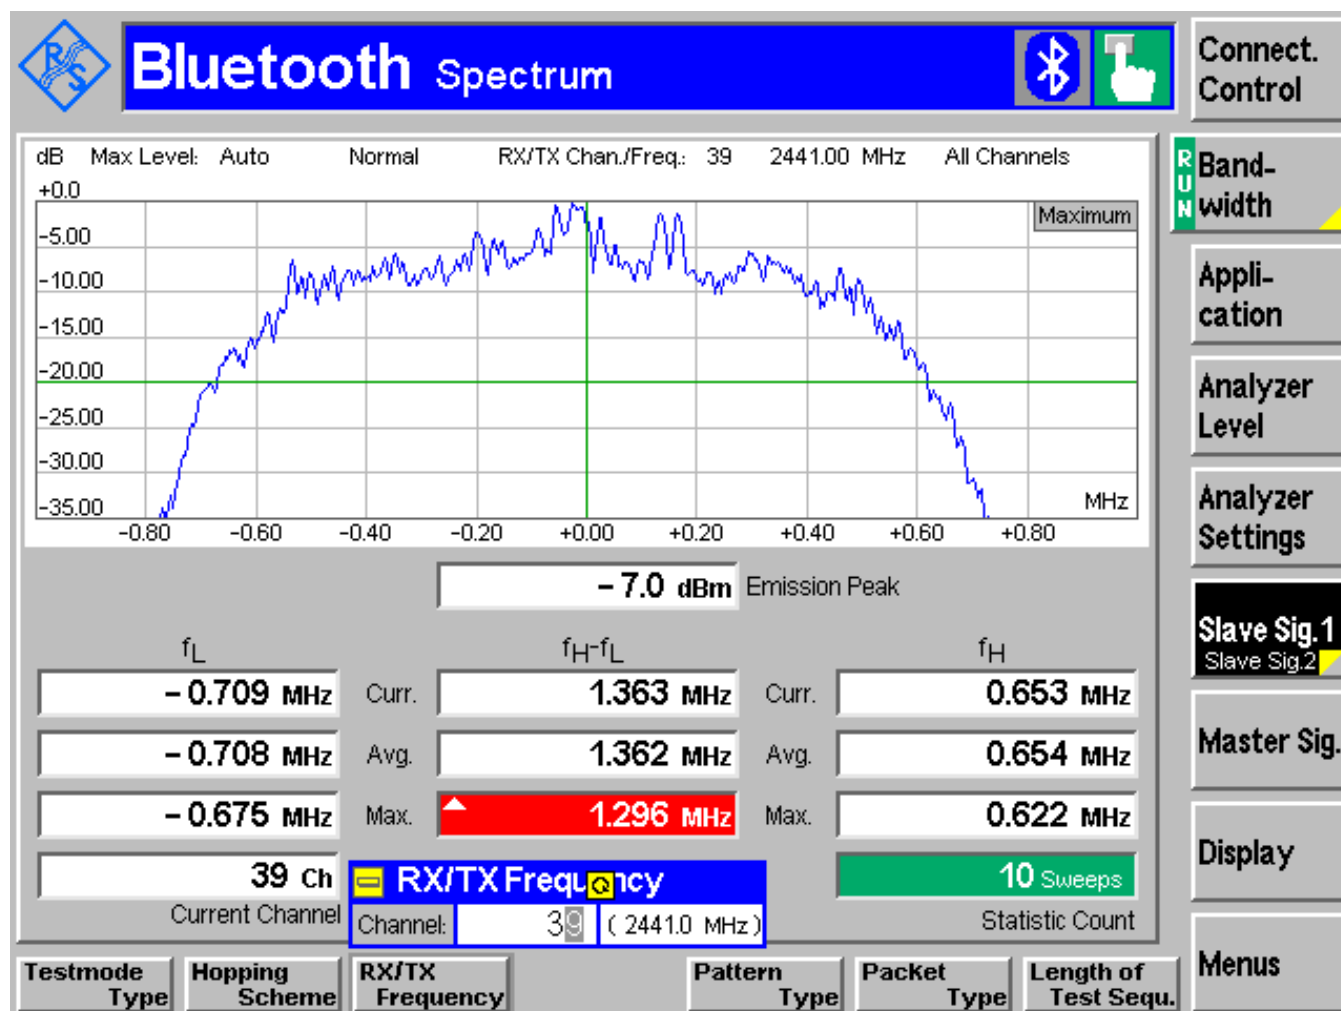 R&S
Bluetooth Spectrum
Connect.
Control
dB Max Level: Auto Normal RX/TX Chan./Freq.: 39 2441.00 MHz All Channels
+0.0
Maximum
-5.00
-10.00
-15.00
-20.00
-25.00
-30.00
-35.00
MHz
-0.80 -0.60 -0.40 -0.20 +0.00 +0.20 +0.40 +0.60 +0.80
RUN
Band-
width
Appli-
cation
Analyzer
Level
Analyzer
Settings
Slave Sig.1
Slave Sig.2
Master Sig.
Display
Menus
- 7.0 dBm Emission Peak
fL fH-fL fH
- 0.709 MHz Curr. 1.363 MHz Curr. 0.653 MHz
- 0.708 MHz Avg. 1.362 MHz Avg. 0.654 MHz
- 0.675 MHz Max. 1.296 MHz Max. 0.622 MHz
39 Ch
Current Channel
RX/TX Frequency
Channel: 39 ( 2441.0 MHz )
10 Sweeps
Statistic Count
Testmode
Type
Hopping
Scheme
RX/TX
Frequency
Pattern
Type
Packet
Type
Length of
Test Sequ.